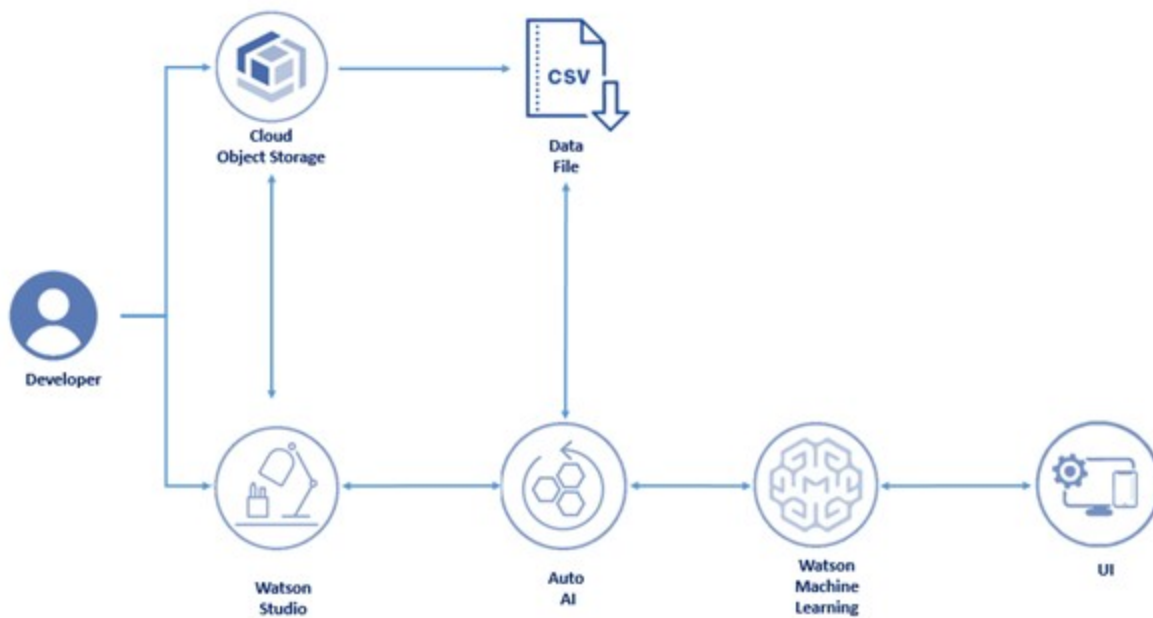 CSV
Cloud
Object Storage
Data
File
Developer
Watson
Studio
Auto
AI
Watson
Machine
Learning
UI